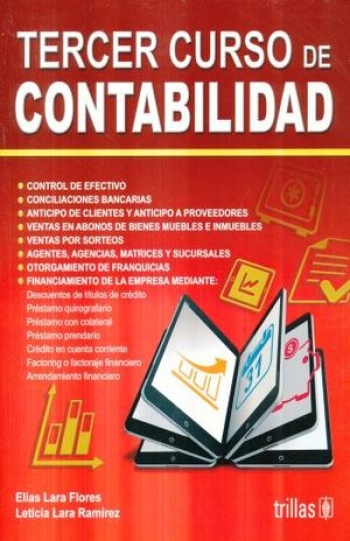 TERCER CURSO DE
CONTABILIDAD
CONTROL DE EFECTIVO
CONCILIACIONES BANCARIAS
ANTICIPO DE CLIENTES Y ANTICIPO A PROVEEDORES
VENTAS EN ABONOS DE BIENES MUEBLES E INMUEBLES
VENTAS POR SORTEOS
AGENTES, AGENCIAS, MATRICES Y SUCURSALES
OTORGAMIENTO DE FRANQUICIAS
FINANCIAMIENTO DE LA EMPRESA MEDIANTE:
Descuentos de títulos de crédito
Préstamo quirografario
Préstamo con colateral
Préstamo prendario
Crédito en cuenta corriente
Factoring o factoraje financiero
Arrendamiento financiero
31
$
Elías Lara Flores
Leticia Lara Ramírez
trillas